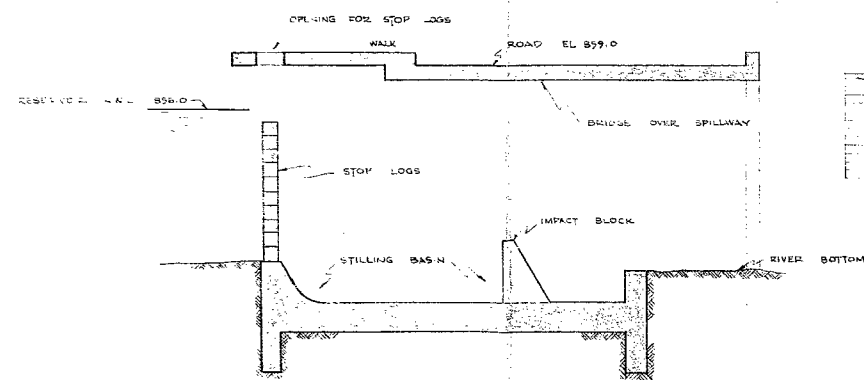 OPENING FOR STOP LOGS
WALK
ROAD EL 859.0
856.0
BRIDGE OVER SPILLWAY
STOP LOGS
IMPACT BLOCK
STILLING BASIN
RIVER BOTTOM